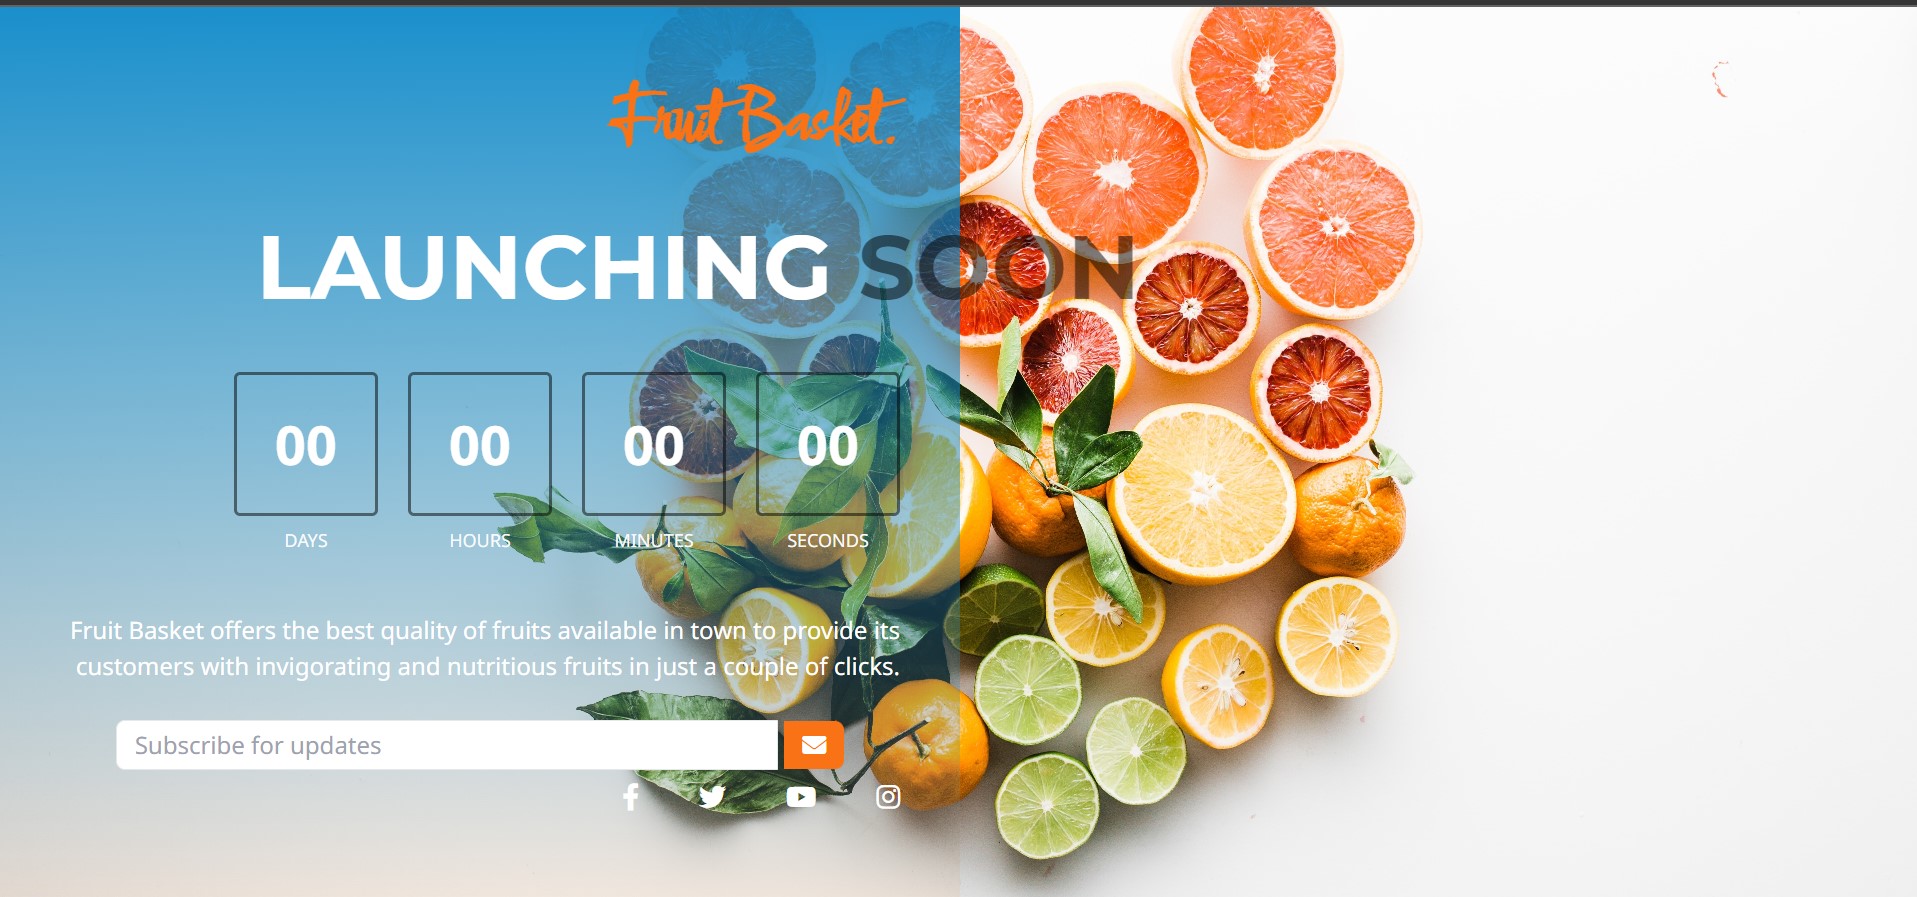 Fruit Basket.
LAUNCHING SOON
00 00 00 00
DAYS HOURS MINUTES SECONDS
Fruit Basket offers the best quality of fruits available in town to provide its
customers with invigorating and nutritious fruits in just a couple of clicks.
Subscribe for updates